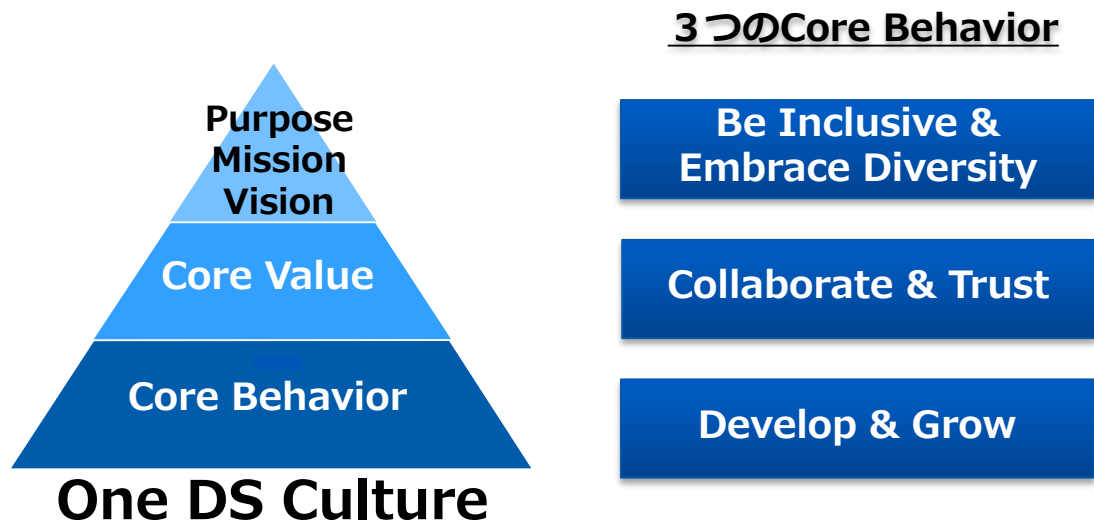 ３つのCore Behavior
Purpose
Mission
Vision
Core Value
Core Behavior
One DS Culture
Be Inclusive &
Embrace Diversity
Collaborate & Trust
Develop & Grow